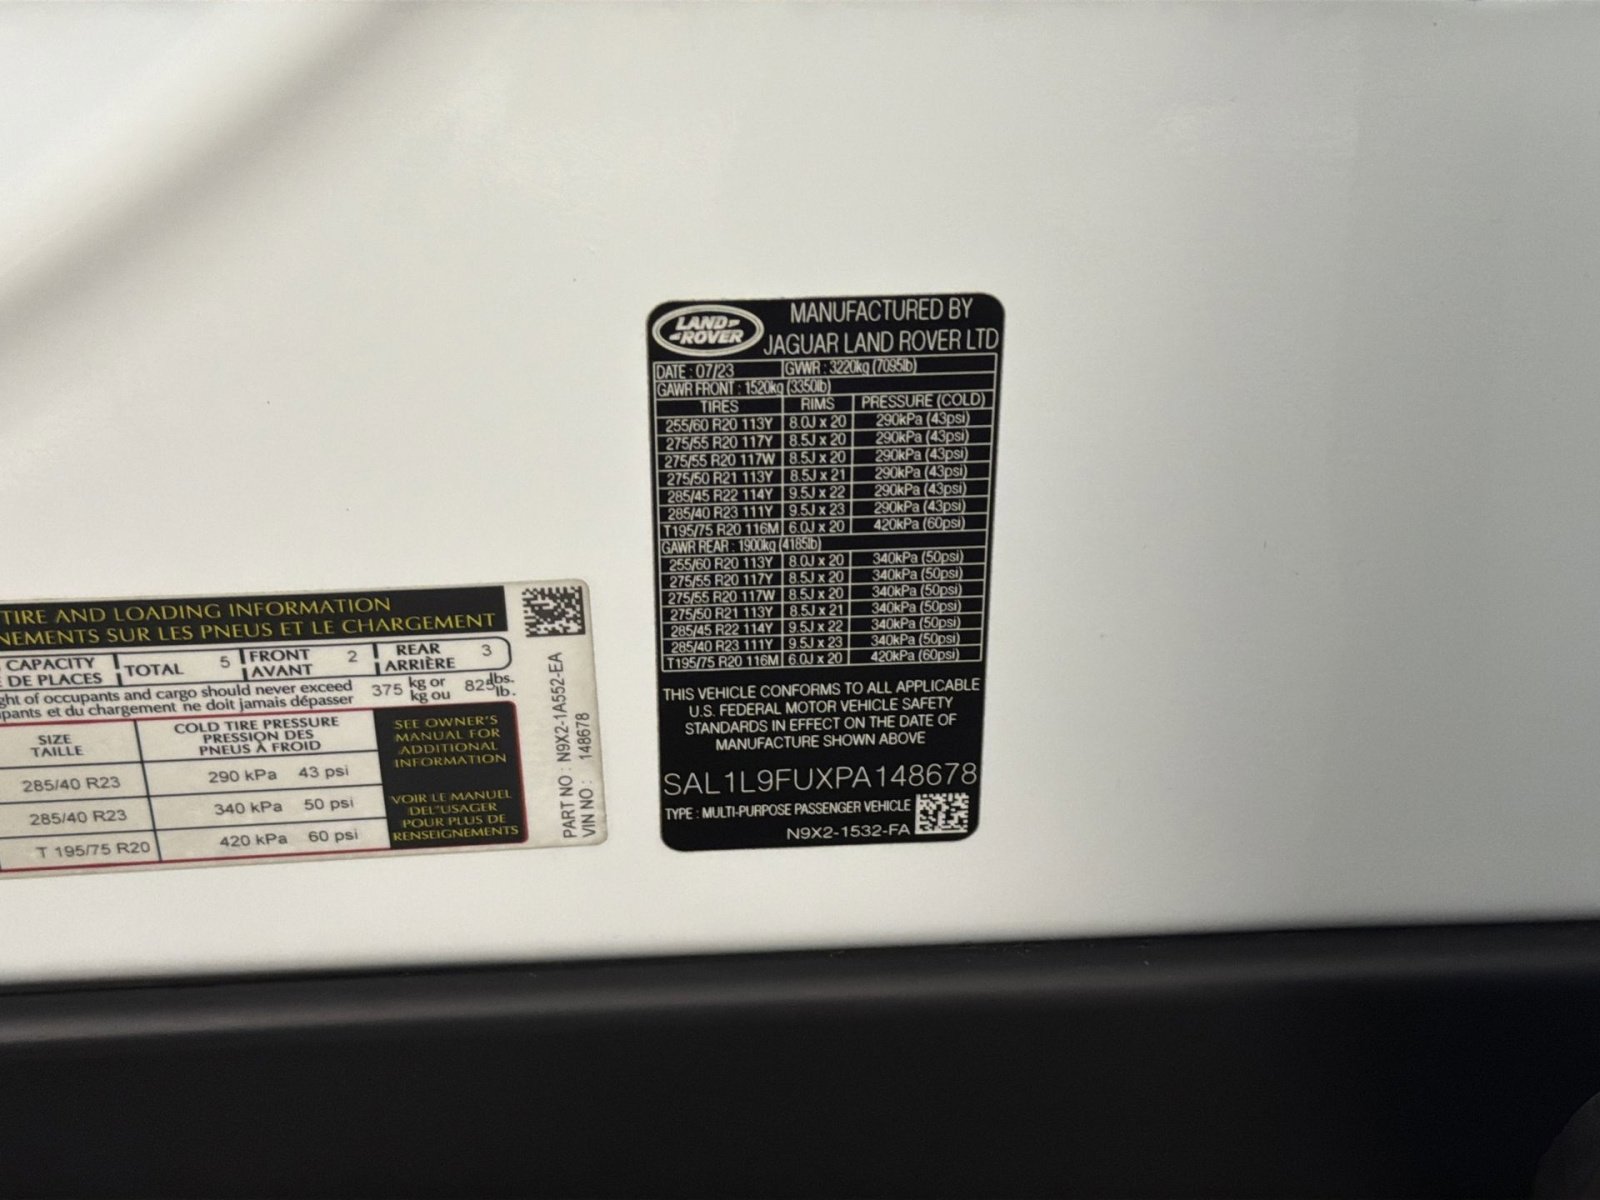 LAND ROVER
MANUFACTURED BY
JAGUAR LAND ROVER LTD
DATE : 07/23 GVWR : 3220kg (7095lb)
GAWR FRONT : 1520kg (3350lb)
TIRES RIMS PRESSURE (COLD)
255/60 R20 113Y 8.0J x 20 290kPa (43psi)
275/55 R20 117Y 8.5J x 20 290kPa (43psi)
275/55 R20 117W 8.5J x 20 290kPa (43psi)
275/50 R21 113Y 8.5J x 21 290kPa (43psi)
285/45 R22 114Y 9.5J x 22 290kPa (43psi)
285/40 R23 111Y 9.5J x 23 290kPa (43psi)
T195/75 R20 116M 6.0J x 20 420kPa (60psi)
GAWR REAR : 1900kg (4185lb)
255/60 R20 113Y 8.0J x 20 340kPa (50psi)
275/55 R20 117Y 8.5J x 20 340kPa (50psi)
275/55 R20 117W 8.5J x 20 340kPa (50psi)
275/50 R21 113Y 8.5J x 21 340kPa (50psi)
285/45 R22 114Y 9.5J x 22 340kPa (50psi)
285/40 R23 111Y 9.5J x 23 340kPa (50psi)
T195/75 R20 116M 6.0J x 20 420kPa (60psi)
THIS VEHICLE CONFORMS TO ALL APPLICABLE
U.S. FEDERAL MOTOR VEHICLE SAFETY
STANDARDS IN EFFECT ON THE DATE OF
MANUFACTURE SHOWN ABOVE
SAL1L9FUXPA148678
TYPE : MULTI-PURPOSE PASSENGER VEHICLE
N9X2-1532-FA
TIRE AND LOADING INFORMATION
NEMENTS SUR LES PNEUS ET LE CHARGEMENT
CAPACITY TOTAL 5 FRONT 2 REAR 3
DE PLACES AVANT ARRIÈRE
ght of occupants and cargo should never exceed 375 kg or 825 lbs.
pants et du chargement ne doit jamais dépasser kg ou lb.
SIZE COLD TIRE PRESSURE
TAILLE PRESSION DES
PNEUS À FROID
285/40 R23 290 kPa 43 psi
285/40 R23 340 kPa 50 psi
T 195/75 R20 420 kPa 60 psi
SEE OWNER'S
MANUAL FOR
ADDITIONAL
INFORMATION
VOIR LE MANUEL
DEL"USAGER
POUR PLUS DE
RENSEIGNEMENTS
PART NO : N9X2-1A552-EA
VIN NO : 148678